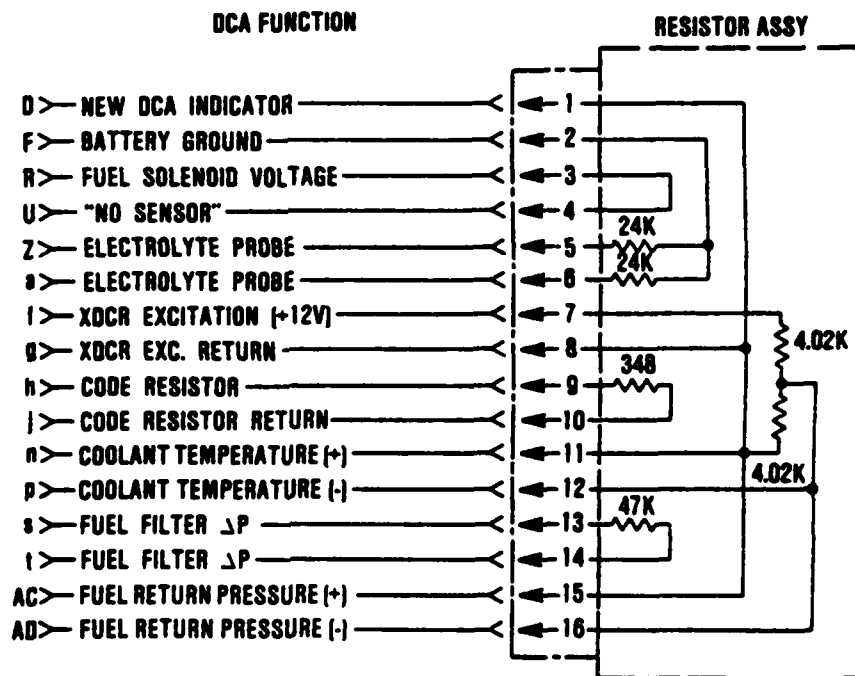 DCA FUNCTION RESISTOR ASSY
D NEW DCA INDICATOR 1
F BATTERY GROUND 2
R FUEL SOLENOID VOLTAGE 3
U "NO SENSOR" 4
24K
Z ELECTROLYTE PROBE 5
24K
a ELECTROLYTE PROBE 6
f XDCR EXCITATION (+12V) 7
4.02K
g XDCR EXC. RETURN 8
348
h CODE RESISTOR 9
j CODE RESISTOR RETURN 10
n COOLANT TEMPERATURE (+) 11
4.02K
p COOLANT TEMPERATURE (-) 12
47K
s FUEL FILTER ΔP 13
t FUEL FILTER ΔP 14
AC FUEL RETURN PRESSURE (+) 15
AD FUEL RETURN PRESSURE (-) 16